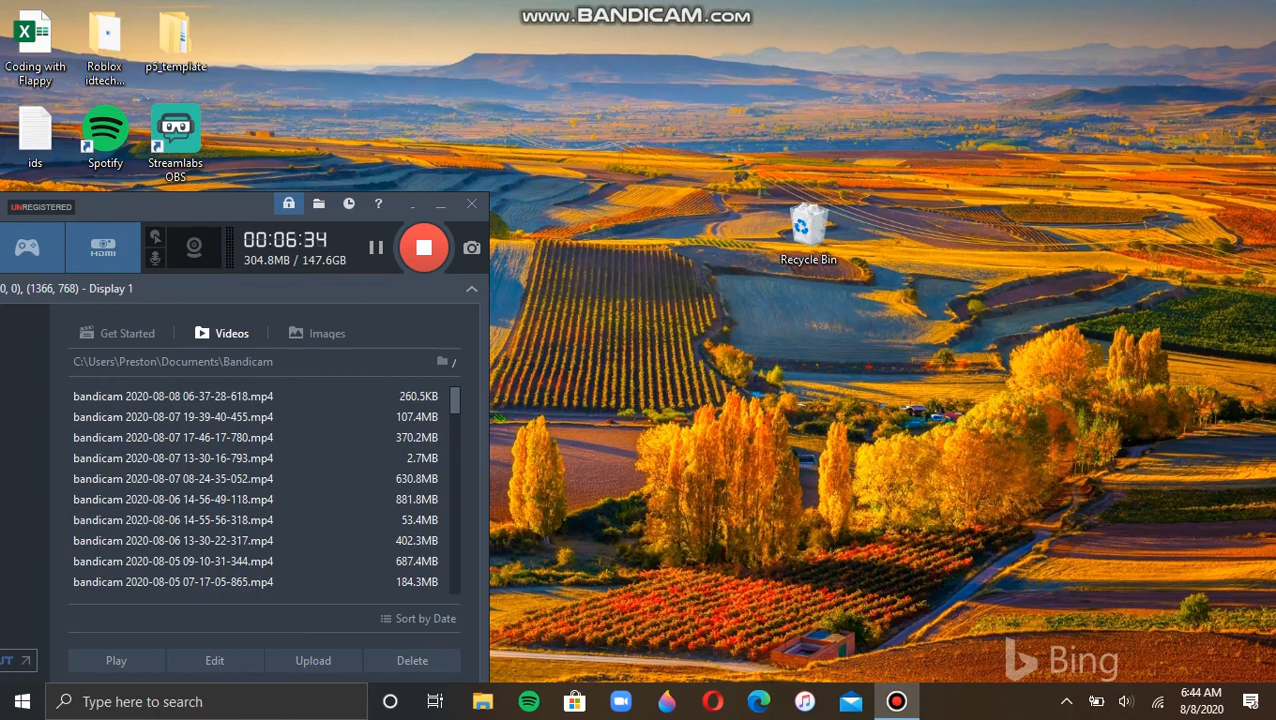 www.BANDICAM.com
Coding with
Flappy
Roblox
idtech...
p5_template
ids
Spotify
Streamlabs
OBS
Recycle Bin
UNREGISTERED
?
HDMI
00:06:34
304.8MB / 147.6GB
0, 0), (1366, 768) - Display 1
Get Started
Videos
Images
C:\Users\Preston\Documents\Bandicam
/
bandicam 2020-08-08 06-37-28-618.mp4 260.5KB
bandicam 2020-08-07 19-39-40-455.mp4 107.4MB
bandicam 2020-08-07 17-46-17-780.mp4 370.2MB
bandicam 2020-08-07 13-30-16-793.mp4 2.7MB
bandicam 2020-08-07 08-24-35-052.mp4 630.8MB
bandicam 2020-08-06 14-56-49-118.mp4 881.8MB
bandicam 2020-08-06 14-55-56-318.mp4 53.4MB
bandicam 2020-08-06 13-30-22-317.mp4 402.3MB
bandicam 2020-08-05 09-10-31-344.mp4 687.4MB
bandicam 2020-08-05 07-17-05-865.mp4 184.3MB
Sort by Date
UT
Play
Edit
Upload
Delete
Bing
Type here to search
6:44 AM
8/8/2020